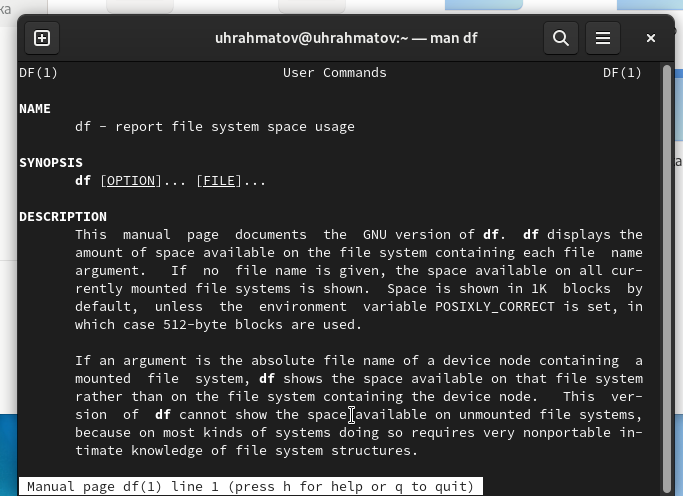 ка
uhrahmatov@uhrahmatov:~ — man df
DF(1) User Commands DF(1)
NAME
df - report file system space usage
SYNOPSIS
df [OPTION]... [FILE]...
DESCRIPTION
This manual page documents the GNU version of df. df displays the
amount of space available on the file system containing each file name
argument. If no file name is given, the space available on all cur-
rently mounted file systems is shown. Space is shown in 1K blocks by
default, unless the environment variable POSIXLY_CORRECT is set, in
which case 512-byte blocks are used.
If an argument is the absolute file name of a device node containing a
mounted file system, df shows the space available on that file system
rather than on the file system containing the device node. This ver-
sion of df cannot show the space available on unmounted file systems,
because on most kinds of systems doing so requires very nonportable in-
timate knowledge of file system structures.
Manual page df(1) line 1 (press h for help or q to quit)